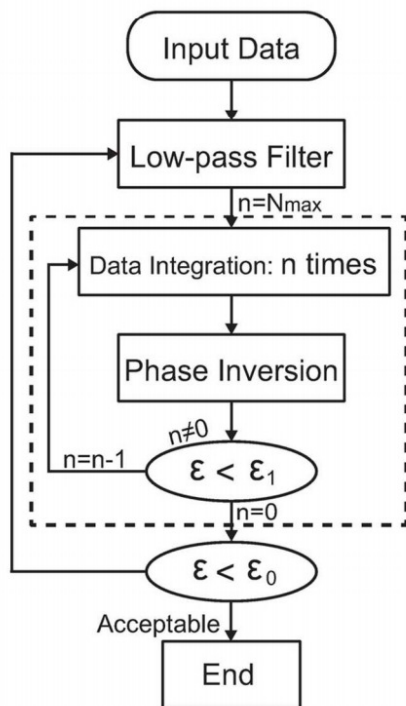 Input Data
Low-pass Filter
n=Nmax
Data Integration: n times
Phase Inversion
n≠0
n=n-1
ε < ε₁
n=0
ε < ε₀
Acceptable
End